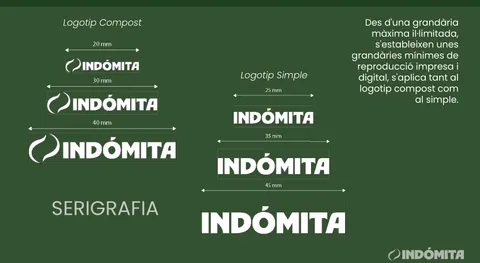 Logotip Compost
20 mm
INDÓMITA
30 mm
INDÓMITA
40 mm
INDÓMITA
SERIGRAFIA
Logotip Simple
25 mm
INDÓMITA
35 mm
INDÓMITA
45 mm
INDÓMITA
Des d'una grandària
màxima il·limitada,
s'estableixen unes
grandàries mínimes de
reproducció impresa i
digital, s'aplica tant al
logotip compost com
al simple.
INDÓMITA